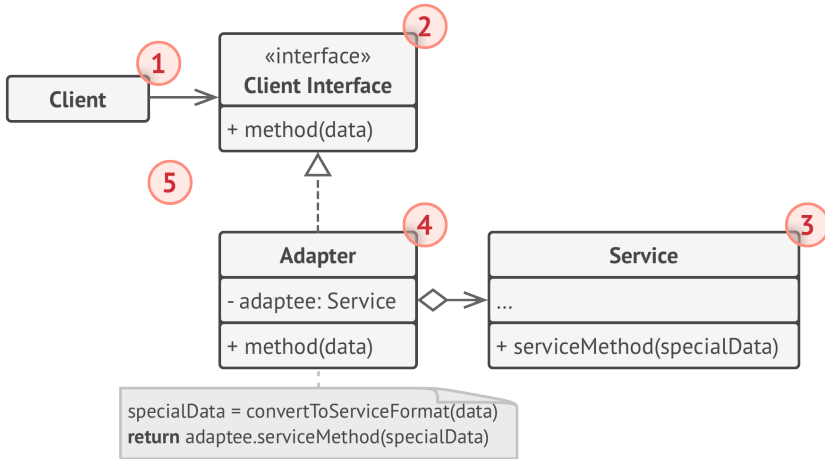 1
Client
2
«interface»
Client Interface
+ method(data)
5
4
Adapter
- adaptee: Service
+ method(data)
3
Service
...
+ serviceMethod(specialData)
specialData = convertToServiceFormat(data)
return adaptee.serviceMethod(specialData)